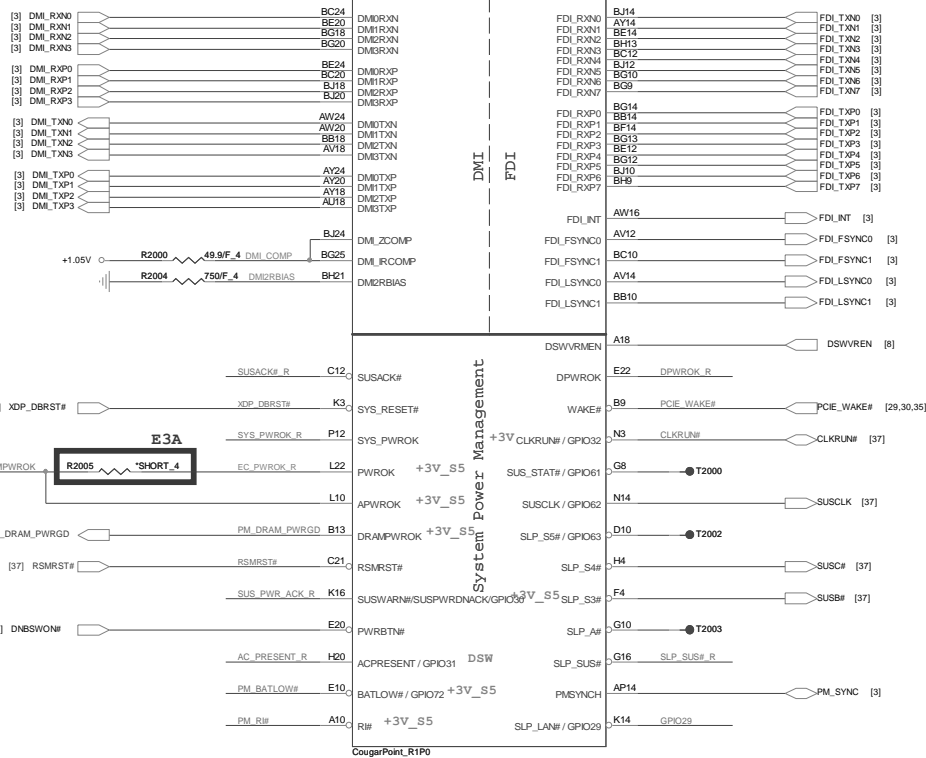 [3] DMI_RXN0 BC24 DMI0RXN FDI_RXN0 BJ14 FDI_TXN0 [3]
[3] DMI_RXN1 BE20 DMI1RXN FDI_RXN1 AY14 FDI_TXN1 [3]
[3] DMI_RXN2 BG18 DMI2RXN FDI_RXN2 BE14 FDI_TXN2 [3]
[3] DMI_RXN3 BG20 DMI3RXN FDI_RXN3 BH13 FDI_TXN3 [3]
FDI_RXN4 BC12 FDI_TXN4 [3]
[3] DMI_RXP0 BE24 DMI0RXP FDI_RXN5 BJ12 FDI_TXN5 [3]
[3] DMI_RXP1 BC20 DMI1RXP FDI_RXN6 BG10 FDI_TXN6 [3]
[3] DMI_RXP2 BJ18 DMI2RXP FDI_RXN7 BG9 FDI_TXN7 [3]
[3] DMI_RXP3 BJ20 DMI3RXP
FDI_RXP0 BG14 FDI_TXP0 [3]
[3] DMI_TXN0 AW24 DMI0TXN FDI_RXP1 BB14 FDI_TXP1 [3]
[3] DMI_TXN1 AW20 DMI1TXN FDI_RXP2 BF14 FDI_TXP2 [3]
[3] DMI_TXN2 BB18 DMI2TXN FDI_RXP3 BG13 FDI_TXP3 [3]
[3] DMI_TXN3 AV18 DMI3TXN FDI_RXP4 BE12 FDI_TXP4 [3]
FDI_RXP5 BG12 FDI_TXP5 [3]
[3] DMI_TXP0 AY24 DMI0TXP FDI_RXP6 BJ10 FDI_TXP6 [3]
[3] DMI_TXP1 AY20 DMI1TXP FDI_RXP7 BH9 FDI_TXP7 [3]
[3] DMI_TXP2 AY18 DMI2TXP
[3] DMI_TXP3 AU18 DMI3TXP
DMI
FDI
FDI_INT AW16 FDI_INT [3]
BJ24 DMI_ZCOMP FDI_FSYNC0 AV12 FDI_FSYNC0 [3]
+1.05V R2000 49.9/F_4 DMI_COMP BG25 DMI_IRCOMP FDI_FSYNC1 BC10 FDI_FSYNC1 [3]
R2004 750/F_4 DMI2RBIAS BH21 DMI2RBIAS FDI_LSYNC0 AV14 FDI_LSYNC0 [3]
FDI_LSYNC1 BB10 FDI_LSYNC1 [3]
DSWVRMEN A18 DSWVREN [8]
System Power Management
SUSACK#_R C12 SUSACK# DPWROK E22 DPWROK_R
] XDP_DBRST# XDP_DBRST# K3 SYS_RESET# WAKE# B9 PCIE_WAKE# PCIE_WAKE# [29,30,35]
SYS_PWROK_R P12 SYS_PWROK +3V CLKRUN# / GPIO32 N3 CLKRUN# CLKRUN# [37]
E3A
MPWROK R2005 *SHORT_4 EC_PWROK_R L22 PWROK +3V_S5 SUS_STAT# / GPIO61 G8 T2000
L10 APWROK +3V_S5 SUSCLK / GPIO62 N14 SUSCLK [37]
_DRAM_PWRGD PM_DRAM_PWRGD B13 DRAMPWROK +3V_S5 SLP_S5# / GPIO63 D10 T2002
[37] RSMRST# RSMRST# C21 RSMRST# SLP_S4# H4 SUSC# [37]
SUS_PWR_ACK_R K16 SUSWARN#/SUSPWRDNACK/GPIO30 +3V_S5 SLP_S3# F4 SUSB# [37]
] DNBSWON# E20 PWRBTN# SLP_A# G10 T2003
AC_PRESENT_R H20 ACPRESENT / GPIO31 DSW SLP_SUS# G16 SLP_SUS#_R
PM_BATLOW# E10 BATLOW# / GPIO72 +3V_S5 PMSYNCH AP14 PM_SYNC [3]
PM_RI# A10 RI# +3V_S5 SLP_LAN# / GPIO29 K14 GPIO29
CougarPoint_R1P0